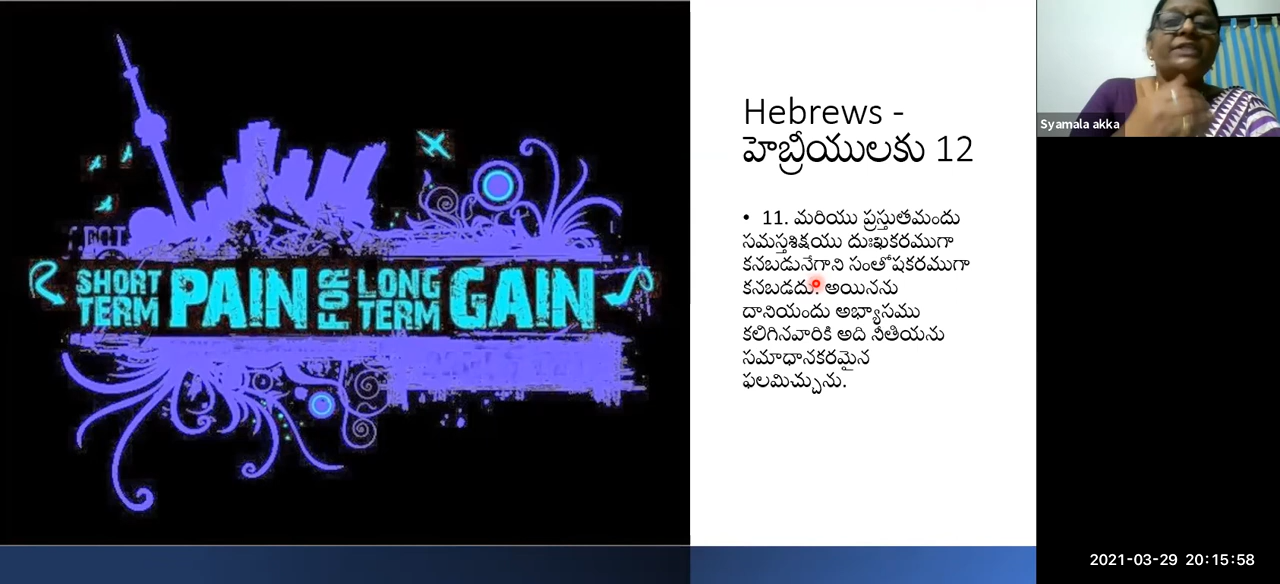 SHORT TERM PAIN FOR LONG TERM GAIN
Hebrews -
హెబ్రీయులకు 12
• 11. మరియు ప్రస్తుతమందు
సమస్తశిక్షయు దుఃఖకరముగా
కనబడునేగాని సంతోషకరముగా
కనబడదు. అయినను
దానియందు అభ్యాసము
కలిగినవారికి అది నీతియను
సమాధానకరమైన
ఫలమిచ్చును.
Syamala akka
2021-03-29 20:15:58